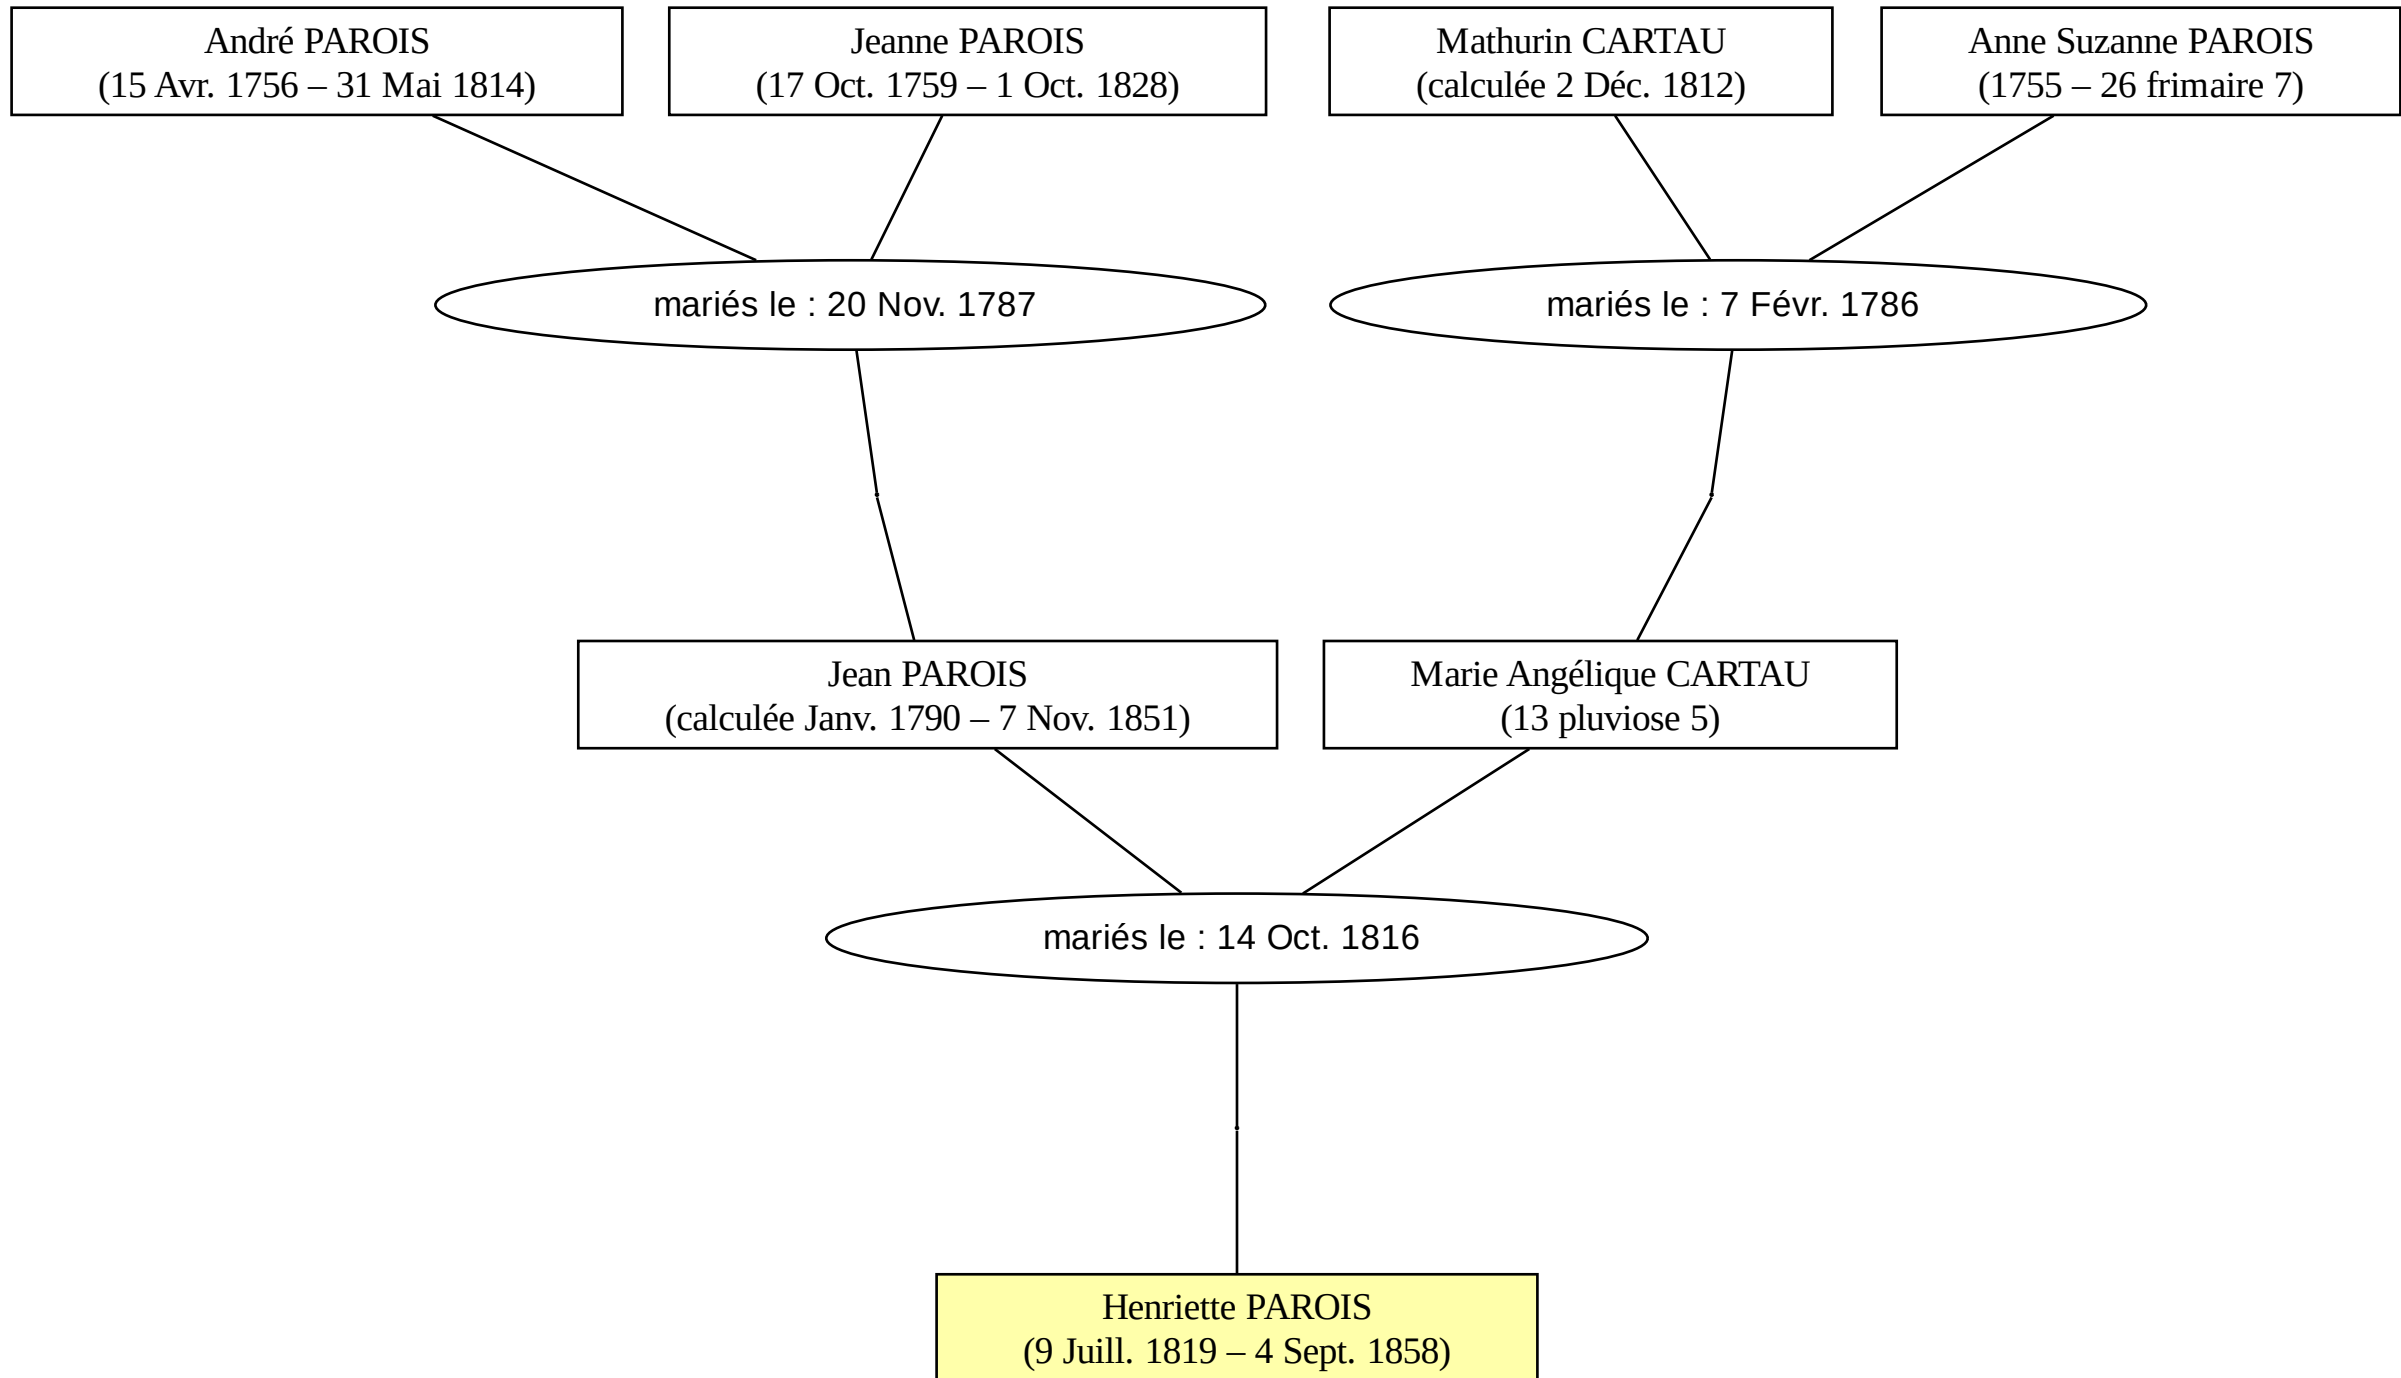 André PAROIS
(15 Avr. 1756 – 31 Mai 1814)
Jeanne PAROIS
(17 Oct. 1759 – 1 Oct. 1828)
Mathurin CARTAU
(calculée 2 Déc. 1812)
Anne Suzanne PAROIS
(1755 – 26 frimaire 7)
mariés le : 20 Nov. 1787
mariés le : 7 Févr. 1786
Jean PAROIS
(calculée Janv. 1790 – 7 Nov. 1851)
Marie Angélique CARTAU
(13 pluviose 5)
mariés le : 14 Oct. 1816
Henriette PAROIS
(9 Juill. 1819 – 4 Sept. 1858)